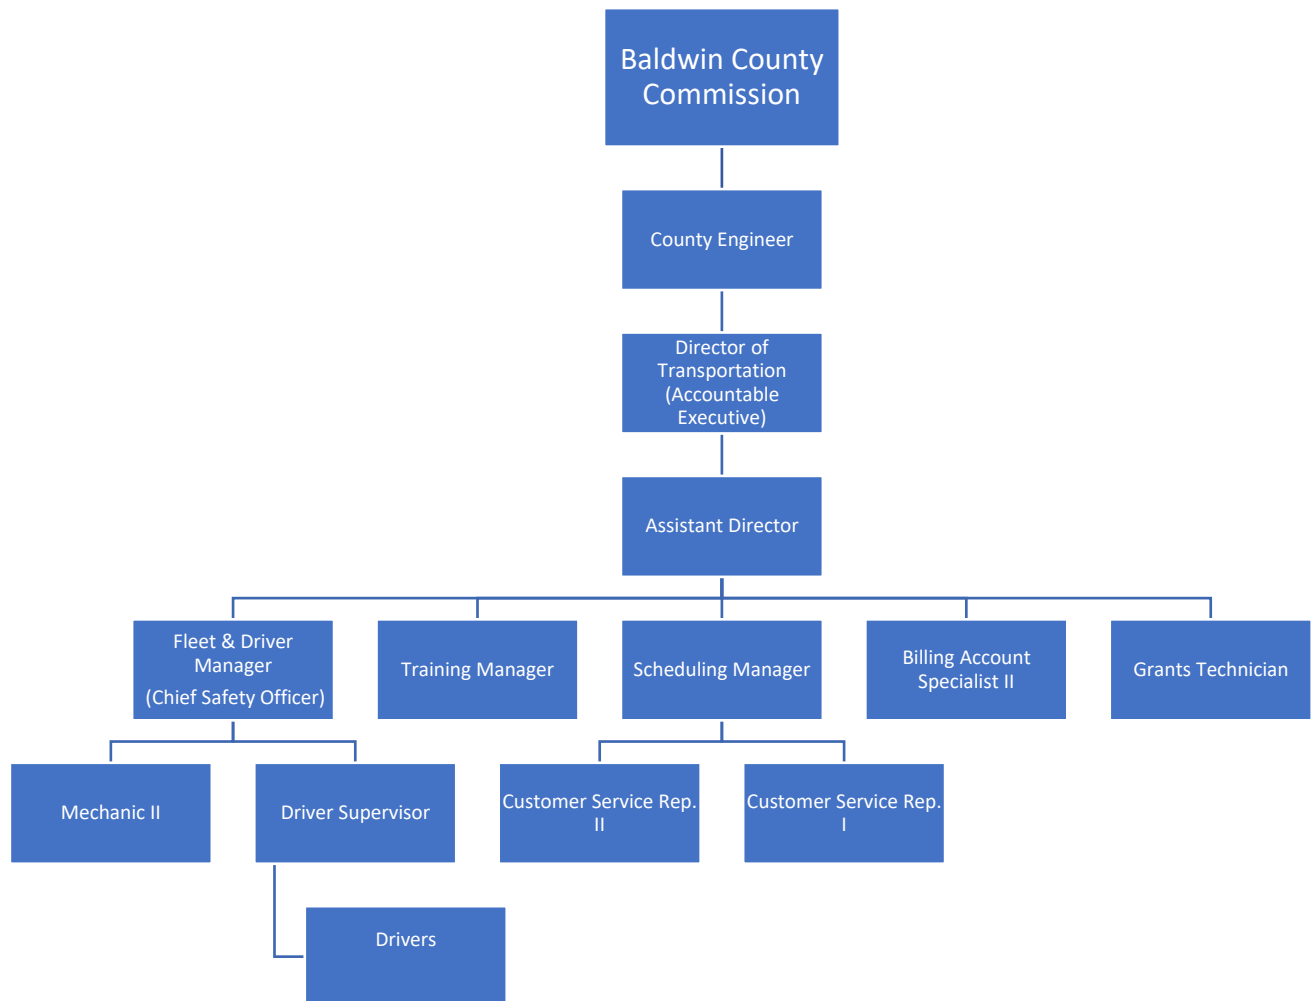 Baldwin County
Commission
County Engineer
Director of
Transportation
(Accountable
Executive)
Assistant Director
Fleet & Driver
Manager
(Chief Safety Officer)
Training Manager
Scheduling Manager
Billing Account
Specialist II
Grants Technician
Mechanic II
Driver Supervisor
Customer Service Rep.
II
Customer Service Rep.
I
Drivers